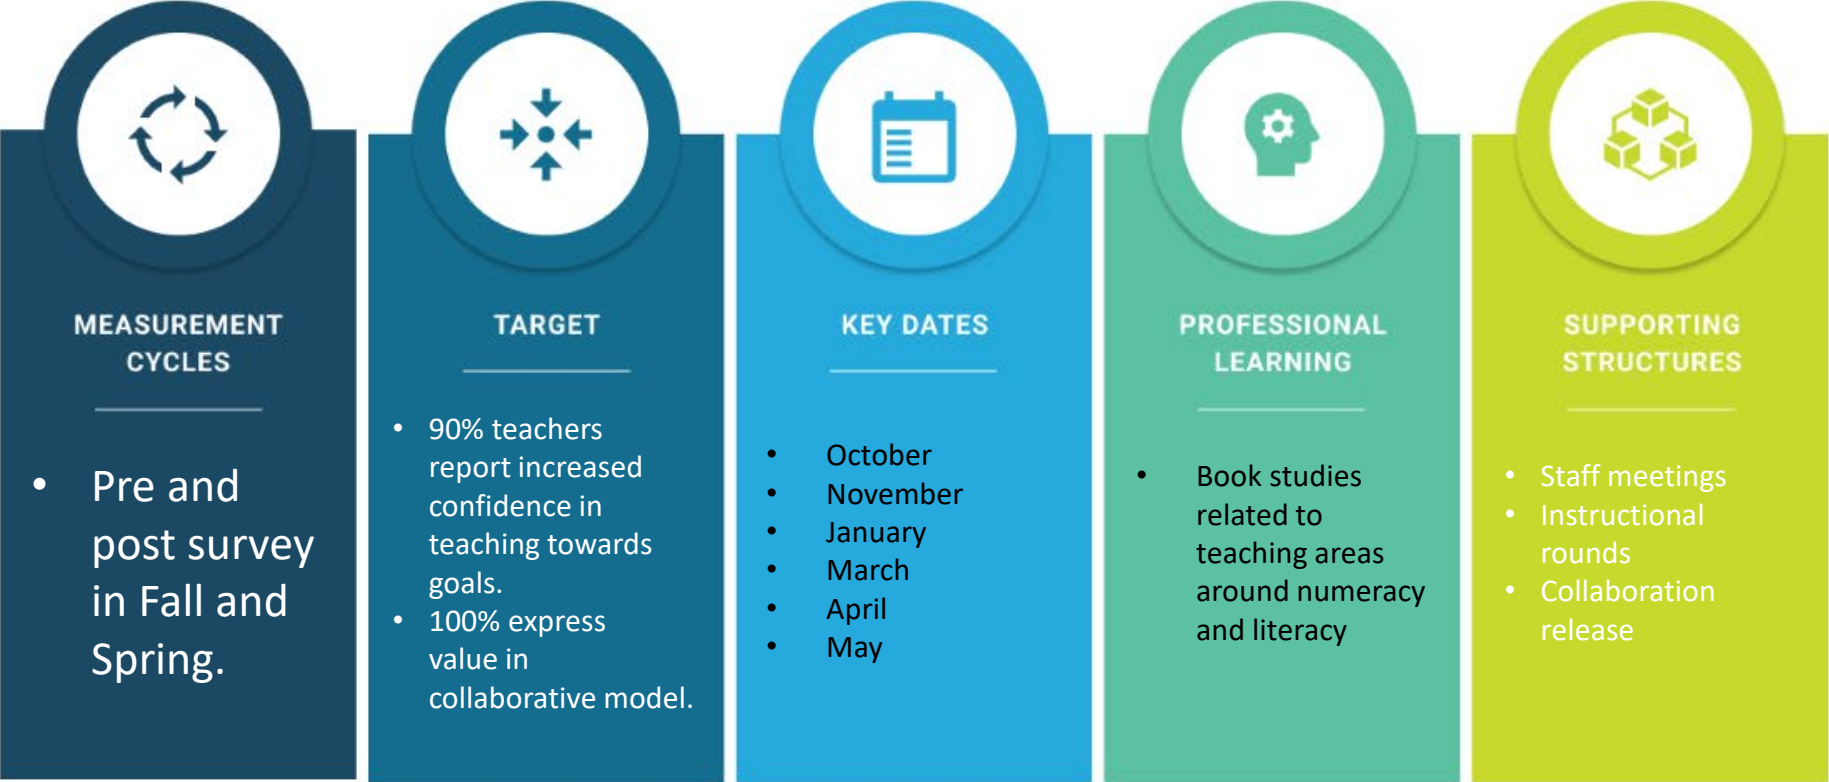 MEASUREMENT
CYCLES
• Pre and
post survey
in Fall and
Spring.
TARGET
• 90% teachers
report increased
confidence in
teaching towards
goals.
• 100% express
value in
collaborative model.
KEY DATES
• October
• November
• January
• March
• April
• May
PROFESSIONAL
LEARNING
• Book studies
related to
teaching areas
around numeracy
and literacy
SUPPORTING
STRUCTURES
• Staff meetings
• Instructional
rounds
• Collaboration
release